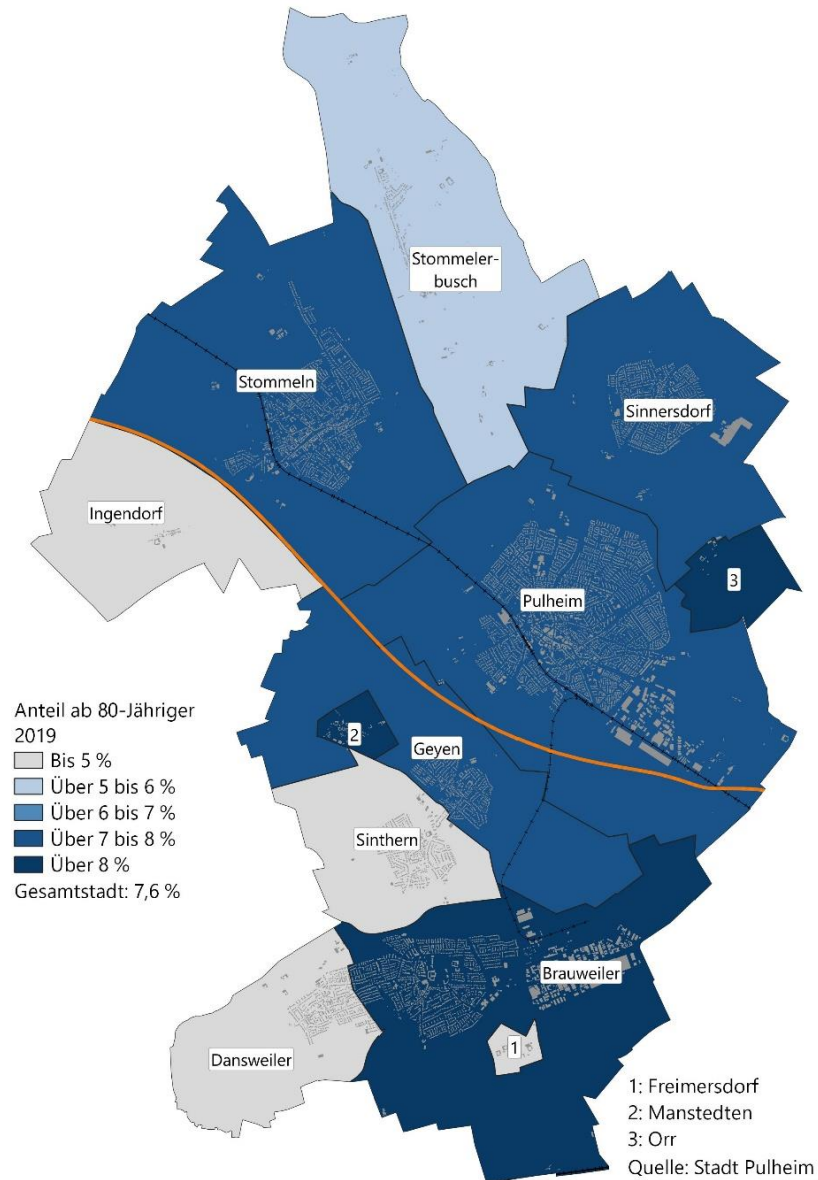 Stommeler-
busch
Stommeln
Sinnersdorf
Ingendorf
3
Pulheim
Anteil ab 80-Jähriger
2019
Bis 5 %
Über 5 bis 6 %
Über 6 bis 7 %
Über 7 bis 8 %
Über 8 %
Gesamtstadt: 7,6 %
2
Geyen
Sinthern
Brauweiler
Dansweiler
1
1: Freimersdorf
2: Manstedten
3: Orr
Quelle: Stadt Pulheim